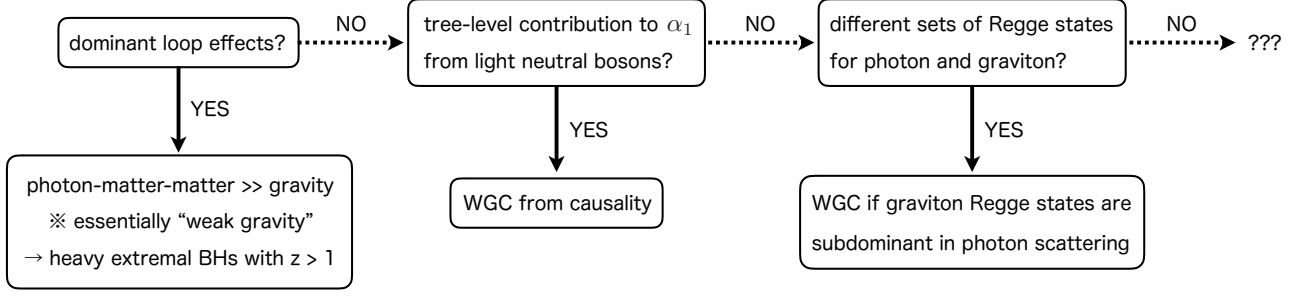 dominant loop effects?
NO
tree-level contribution to α₁
from light neutral bosons?
NO
different sets of Regge states
for photon and graviton?
NO
???
YES
YES
YES
photon-matter-matter >> gravity
※ essentially “weak gravity”
→ heavy extremal BHs with z > 1
WGC from causality
WGC if graviton Regge states are
subdominant in photon scattering